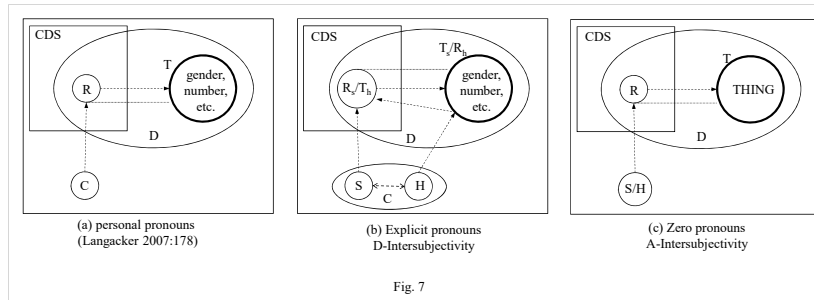 CDS
T
R
gender,
number,
etc.
D
C
(a) personal pronouns
(Langacker 2007:178)
CDS
Ts/Rh
Rs/Th
gender,
number,
etc.
D
S
H
C
(b) Explicit pronouns
D-Intersubjectivity
CDS
T
R
THING
D
S/H
(c) Zero pronouns
A-Intersubjectivity
Fig. 7